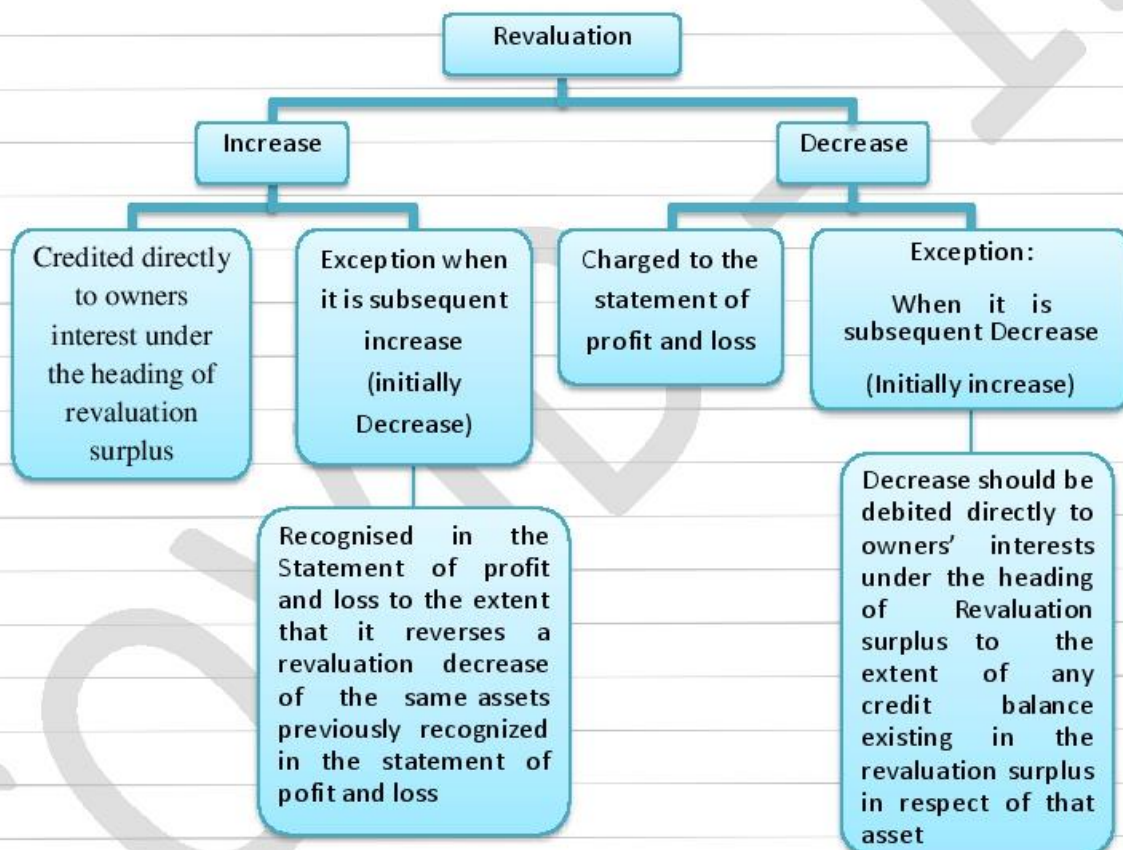 Revaluation
Increase
Decrease
Credited directly
to owners
interest under
the heading of
revaluation
surplus
Exception when
it is subsequent
increase
(initially
Decrease)
Charged to the
statement of
profit and loss
Exception:
When it is
subsequent Decrease
(Initially increase)
Recognised in the
Statement of profit
and loss to the extent
that it reverses a
revaluation decrease
of the same assets
previously recognized
in the statement of
pofit and loss
Decrease should be
debited directly to
owners’ interests
under the heading
of Revaluation
surplus to the
extent of any
credit balance
existing in the
revaluation surplus
in respect of that
asset